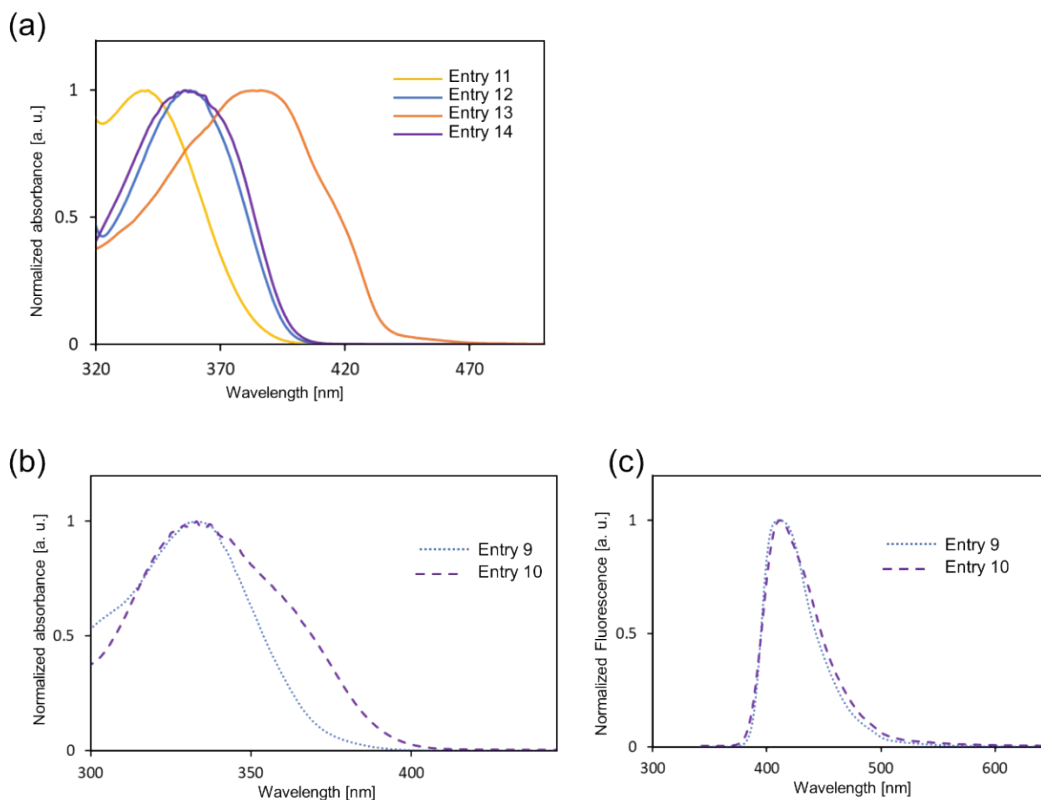 (a)
Normalized absorbance [a. u.]
1
0.5
0
320
370
420
470
Wavelength [nm]
Entry 11
Entry 12
Entry 13
Entry 14
(b)
Normalized absorbance [a. u.]
1
0.5
0
300
350
400
Wavelength [nm]
Entry 9
Entry 10
(c)
Normalized Fluorescence [a. u.]
1
0.5
0
300
400
500
600
Wavelength [nm]
Entry 9
Entry 10